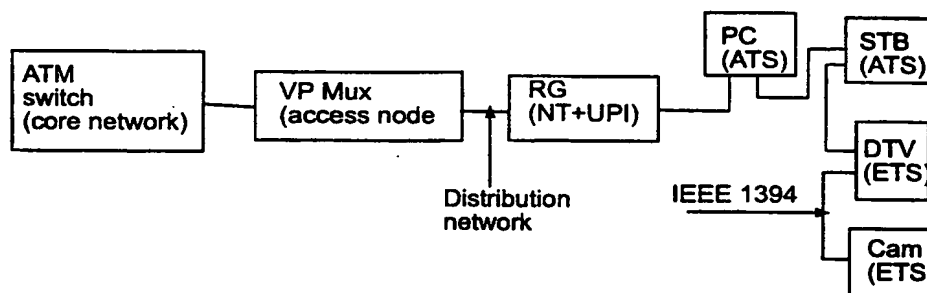 ATM
switch
(core network)
VP Mux
(access node
RG
(NT+UPI)
PC
(ATS)
STB
(ATS)
DTV
(ETS)
Cam
(ETS
Distribution
network
IEEE 1394